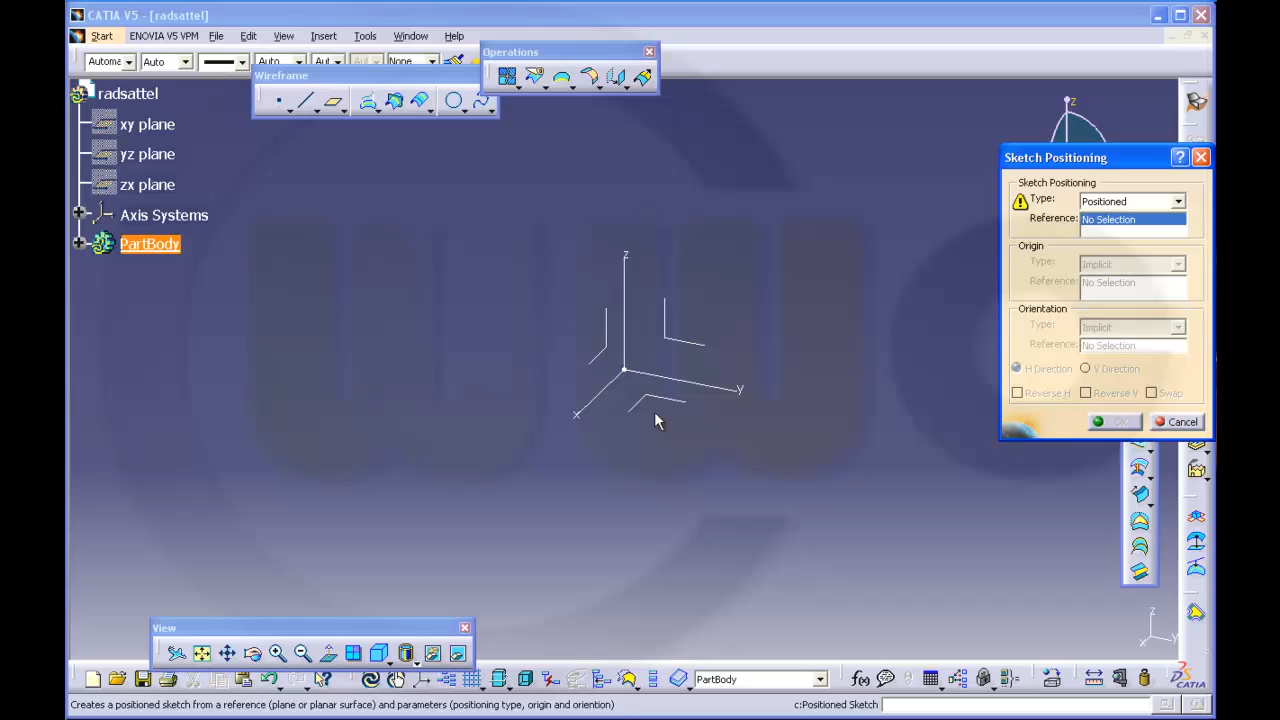 CATIA V5 - [radsattel]
Start ENOVIA V5 VPM File Edit View Insert Tools Window Help
Automa Auto Auto Aut None
Operations
Wireframe
radsattel
xy plane
yz plane
zx plane
Axis Systems
PartBody
z
y
x
z
Sketch Positioning
Sketch Positioning
Type: Positioned
Reference: No Selection
Origin
Type: Implicit
Reference: No Selection
Orientation
Type: Implicit
Reference: No Selection
H Direction V Direction
Reverse H Reverse V Swap
OK Cancel
z
x y
View
PartBody
f(x)
CATIA
Creates a positioned sketch from a reference (plane or planar surface) and parameters (positioning type, origin and orientation) c:Positioned Sketch